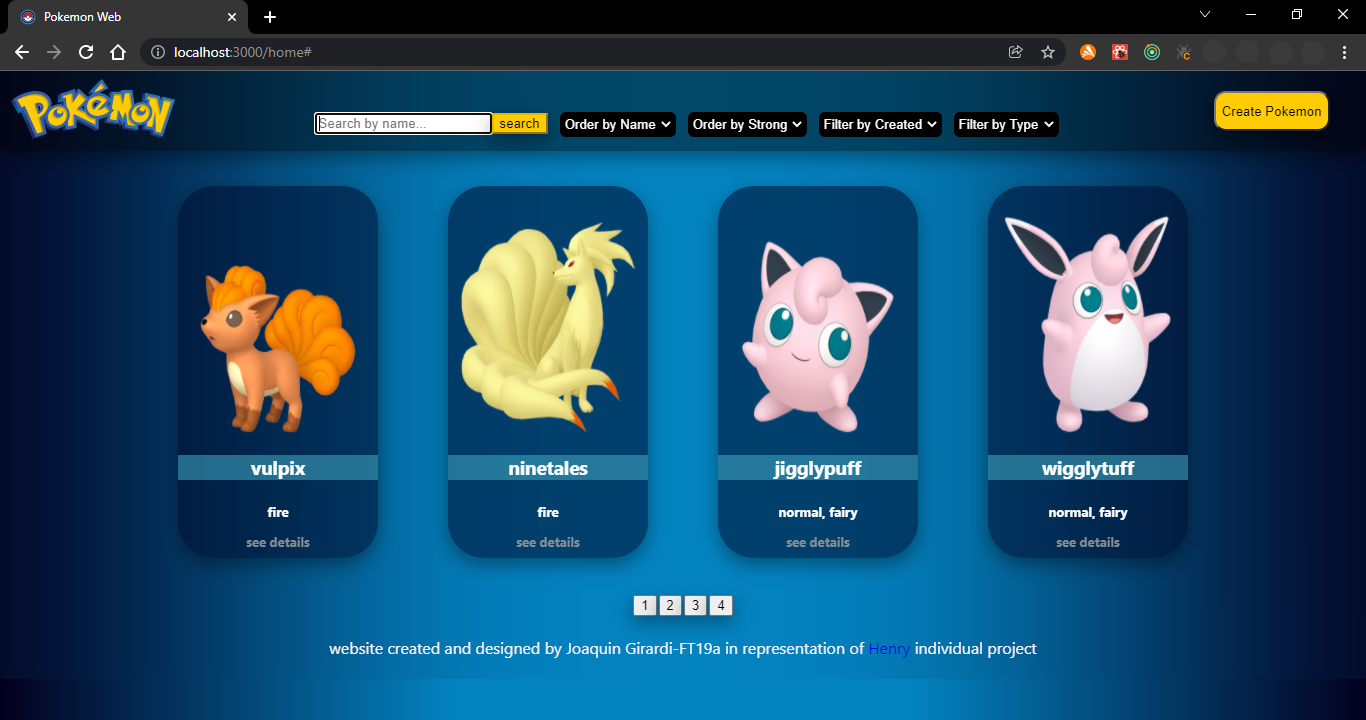 Pokemon Web
localhost:3000/home#
POKéMON
Search by name... search Order by Name Order by Strong Filter by Created Filter by Type Create Pokemon
vulpix ninetales jigglypuff wigglytuff
fire fire normal, fairy normal, fairy
see details see details see details see details
1 2 3 4
website created and designed by Joaquin Girardi-FT19a in representation of Henry individual project